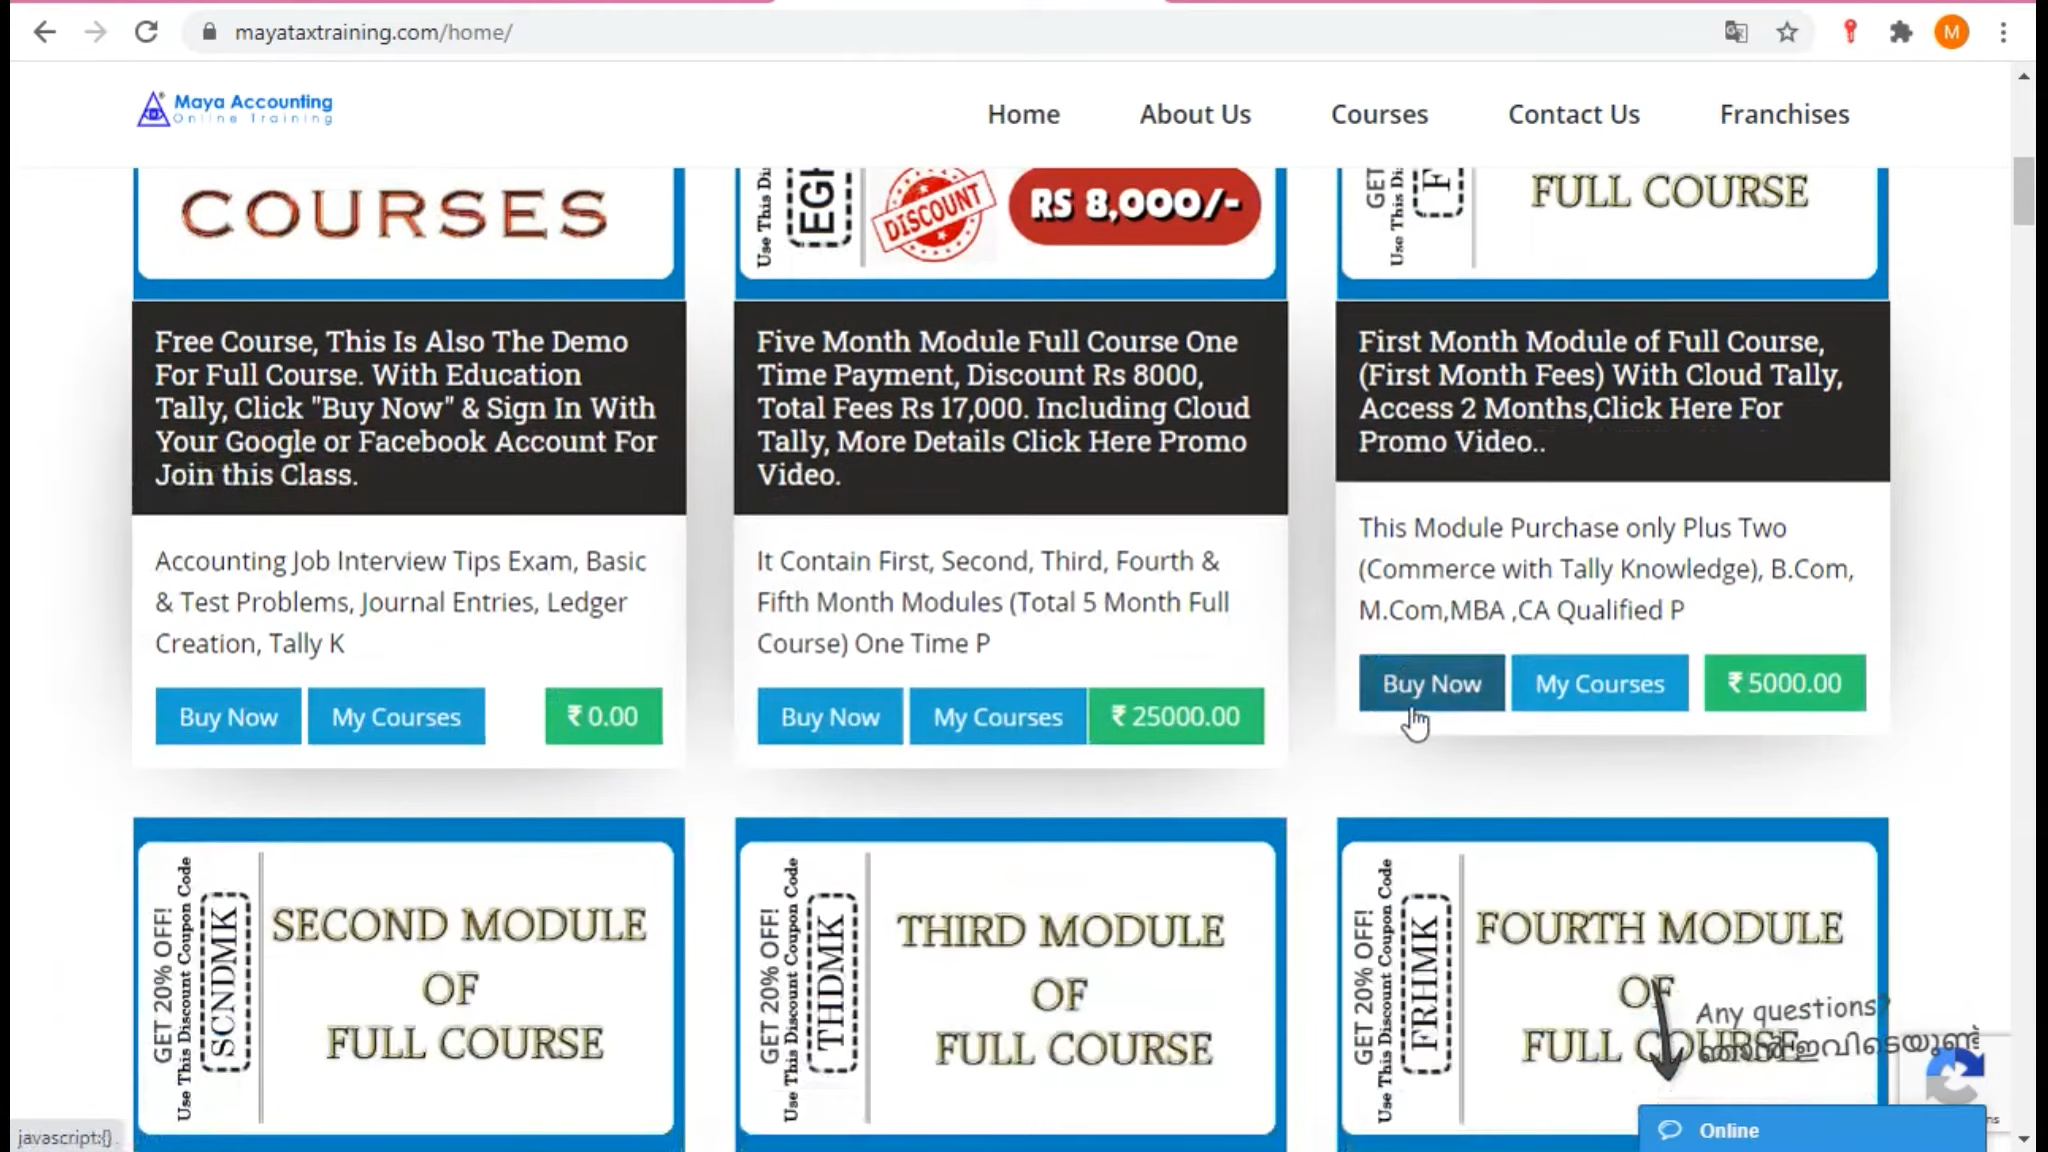 mayataxtraining.com/home/
M
Maya Accounting
Online Training
Home
About Us
Courses
Contact Us
Franchises
COURSES
Use This Di
EGH
DISCOUNT
RS 8,000/-
GET
Use This Di
F
FULL COURSE
Free Course, This Is Also The Demo
For Full Course. With Education
Tally, Click "Buy Now" & Sign In With
Your Google or Facebook Account For
Join this Class.
Accounting Job Interview Tips Exam, Basic
& Test Problems, Journal Entries, Ledger
Creation, Tally K
Buy Now
My Courses
₹ 0.00
Five Month Module Full Course One
Time Payment, Discount Rs 8000,
Total Fees Rs 17,000. Including Cloud
Tally, More Details Click Here Promo
Video.
It Contain First, Second, Third, Fourth &
Fifth Month Modules (Total 5 Month Full
Course) One Time P
Buy Now
My Courses
₹ 25000.00
First Month Module of Full Course,
(First Month Fees) With Cloud Tally,
Access 2 Months,Click Here For
Promo Video..
This Module Purchase only Plus Two
(Commerce with Tally Knowledge), B.Com,
M.Com,MBA ,CA Qualified P
Buy Now
My Courses
₹ 5000.00
GET 20% OFF!
Use This Discount Coupon Code
SCNDMK
SECOND MODULE
OF
FULL COURSE
GET 20% OFF!
Use This Discount Coupon Code
THDMK
THIRD MODULE
OF
FULL COURSE
GET 20% OFF!
Use This Discount Coupon Code
FRHMK
FOURTH MODULE
OF
FULL COURSE
Any questions?
ഞാൻ ഇവിടെയുണ്ട്
ns
Online
javascript:{}